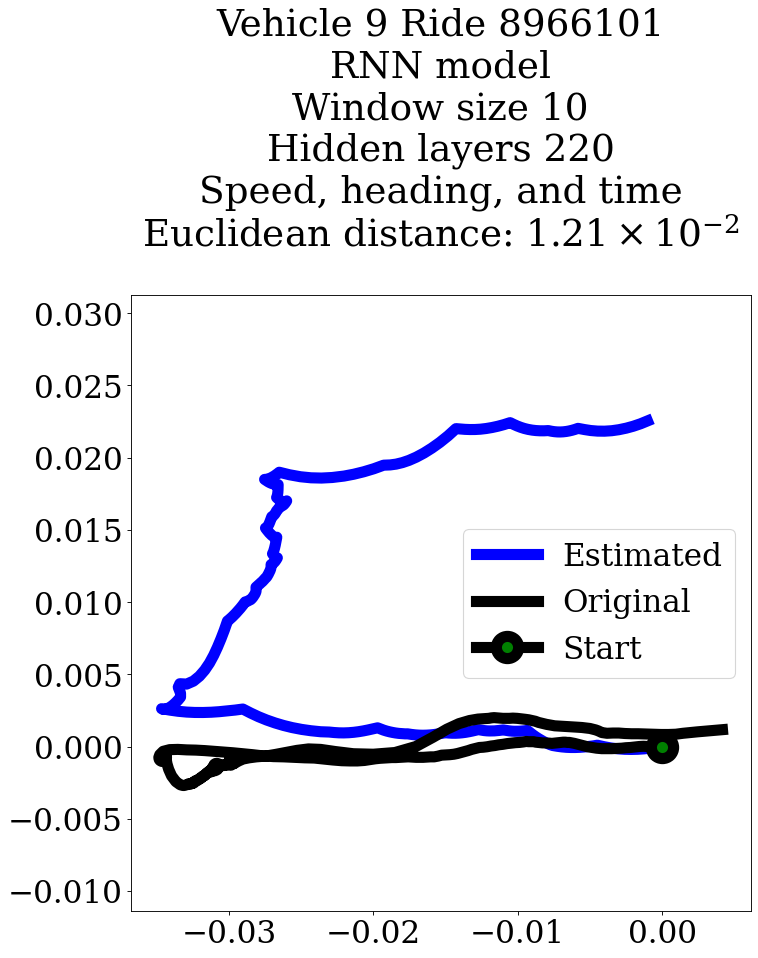 Vehicle 9 Ride 8966101
RNN model
Window size 10
Hidden layers 220
Speed, heading, and time
Euclidean distance: 1.21 × 10⁻²
0.030
0.025
0.020
0.015
0.010
0.005
0.000
−0.005
−0.010
Estimated
Original
Start
−0.03 −0.02 −0.01 0.00